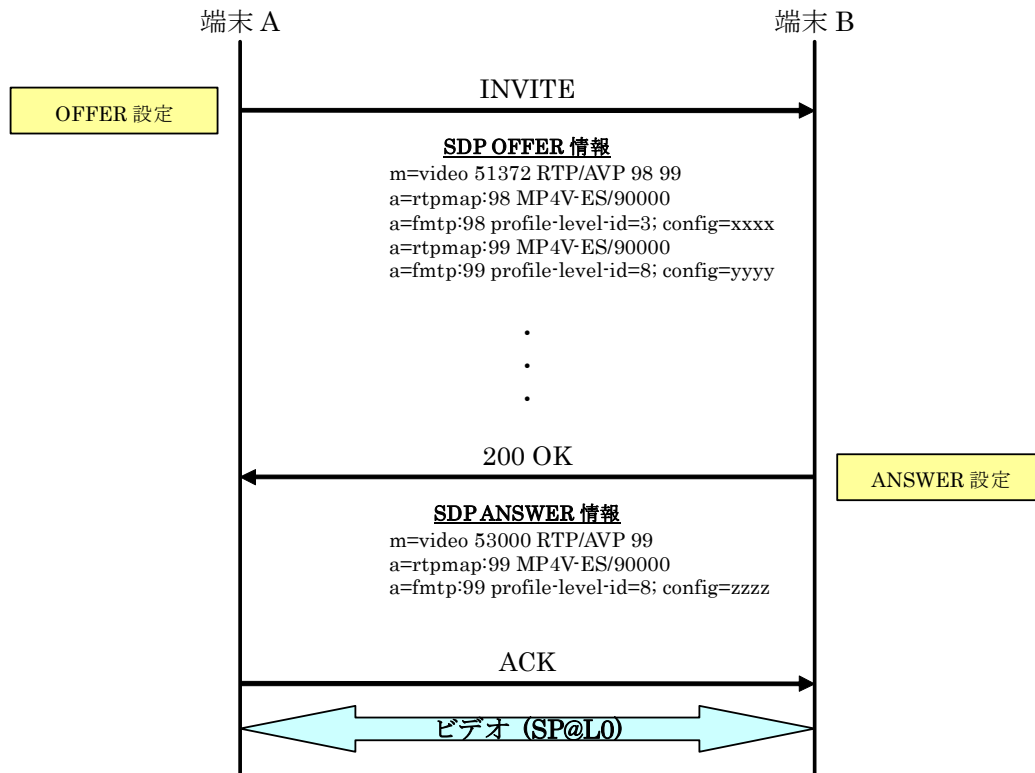 端末 A
端末 B
INVITE
OFFER 設定
SDP OFFER 情報
m=video 51372 RTP/AVP 98 99
a=rtpmap:98 MP4V-ES/90000
a=fmtp:98 profile-level-id=3; config=xxxx
a=rtpmap:99 MP4V-ES/90000
a=fmtp:99 profile-level-id=8; config=yyyy
・
・
・
200 OK
ANSWER 設定
SDP ANSWER 情報
m=video 53000 RTP/AVP 99
a=rtpmap:99 MP4V-ES/90000
a=fmtp:99 profile-level-id=8; config=zzzz
ACK
ビデオ (SP@L0)